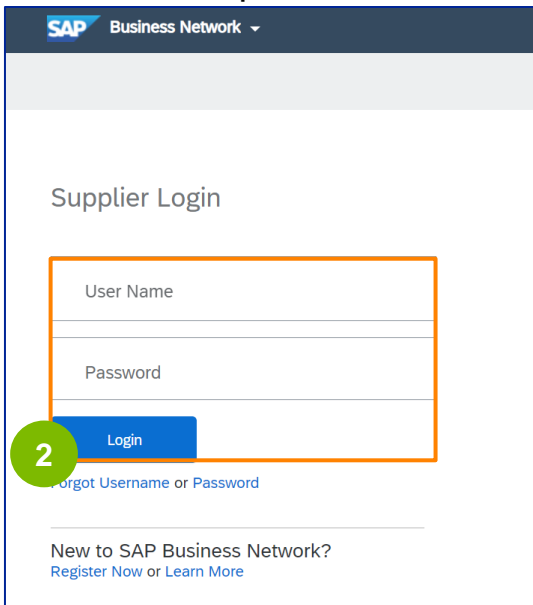 SAP Business Network
Supplier Login
User Name
Password
Login
2
Forgot Username or Password
New to SAP Business Network?
Register Now or Learn More